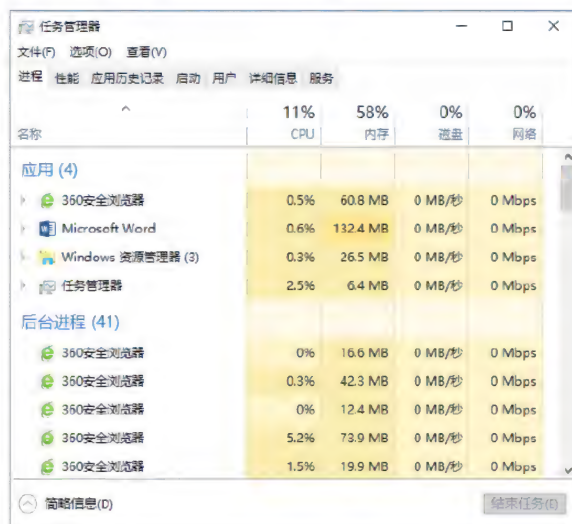 任务管理器
文件(F) 选项(O) 查看(V)
进程 性能 应用历史记录 启动 用户 详细信息 服务
11% 58% 0% 0%
名称 CPU 内存 磁盘 网络
应用 (4)
360安全浏览器 0.5% 60.8 MB 0 MB/秒 0 Mbps
Microsoft Word 0.6% 132.4 MB 0 MB/秒 0 Mbps
Windows 资源管理器 (3) 0.3% 26.5 MB 0 MB/秒 0 Mbps
任务管理器 2.5% 6.4 MB 0 MB/秒 0 Mbps
后台进程 (41)
360安全浏览器 0% 16.6 MB 0 MB/秒 0 Mbps
360安全浏览器 0.3% 42.3 MB 0 MB/秒 0 Mbps
360安全浏览器 0% 12.4 MB 0 MB/秒 0 Mbps
360安全浏览器 5.2% 73.9 MB 0 MB/秒 0 Mbps
360安全浏览器 1.5% 19.9 MB 0 MB/秒 0 Mbps
简略信息(D) 结束任务(E)